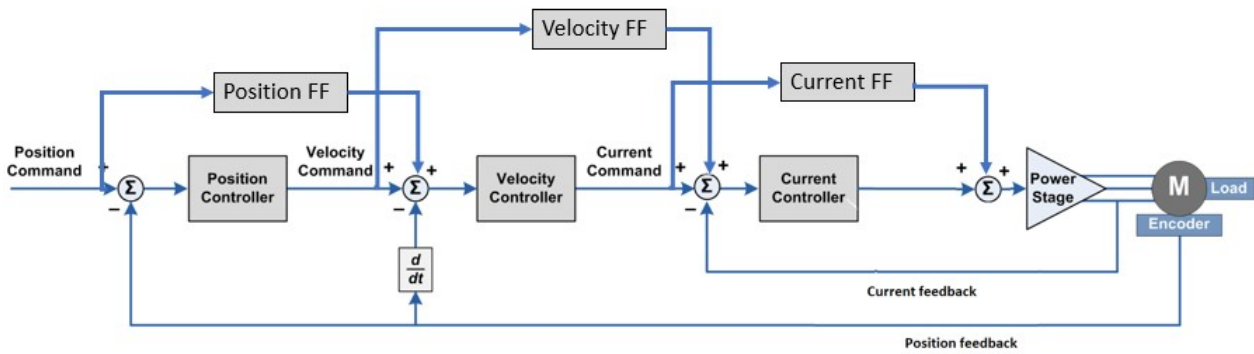 Velocity FF
Position FF
Current FF
Position
Command
+
Σ
−
Position
Controller
Velocity
Command
+
+
Σ
−
Velocity
Controller
Current
Command
+
+
Σ
−
Current
Controller
+
+
Σ
Power
Stage
M
Load
Encoder
d
dt
Current feedback
Position feedback